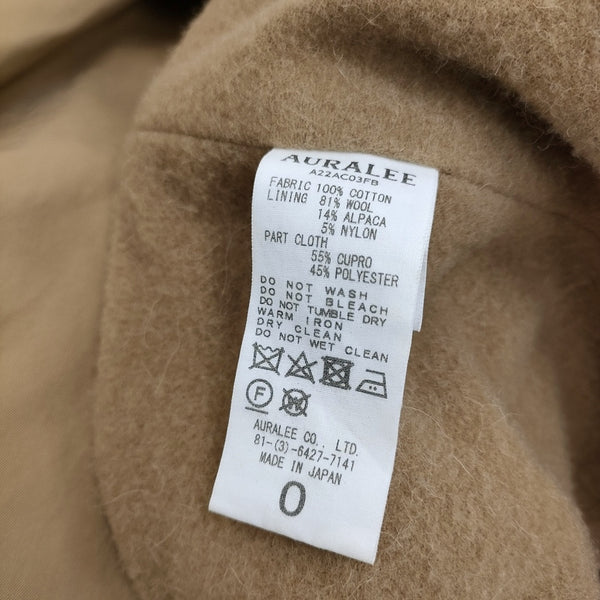 AURALEE
A22AC03FB
FABRIC 100% COTTON
LINING 81% WOOL
14% ALPACA
5% NYLON
PART CLOTH
55% CUPRO
45% POLYESTER
DO NOT WASH
DO NOT BLEACH
DO NOT TUMBLE DRY
WARM IRON
DRY CLEAN
DO NOT WET CLEAN
F W
AURALEE CO., LTD.
81-(3)-6427-7141
MADE IN JAPAN
0